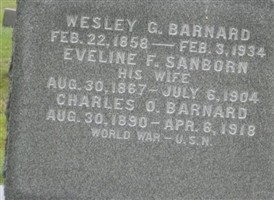 WESLEY G. BARNARD
FEB. 22, 1858 — FEB. 3, 1934
EVELINE F. SANBORN
HIS WIFE
AUG. 30, 1867 — JULY 6, 1904
CHARLES O. BARNARD
AUG. 30, 1890 — APR. 6, 1918
WORLD WAR — U.S.N.